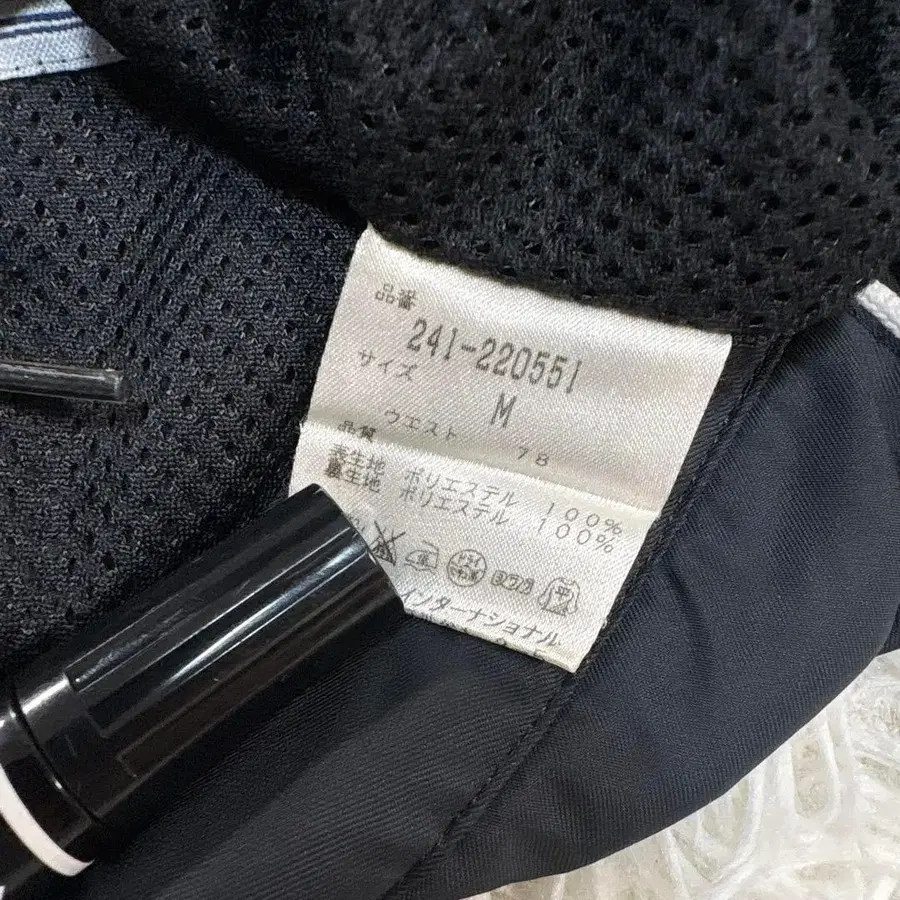 品番
241-220551
サイズ
M
ウエスト
78
品質
表生地 ポリエステル 100%
裏生地 ポリエステル 100%
インターナショナル